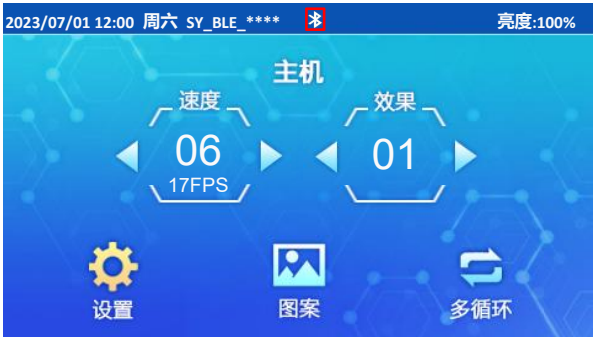 2023/07/01 12:00 周六 SY_BLE_**** 亮度:100%
主机
速度 效果
06 01
17FPS
设置 图案 多循环